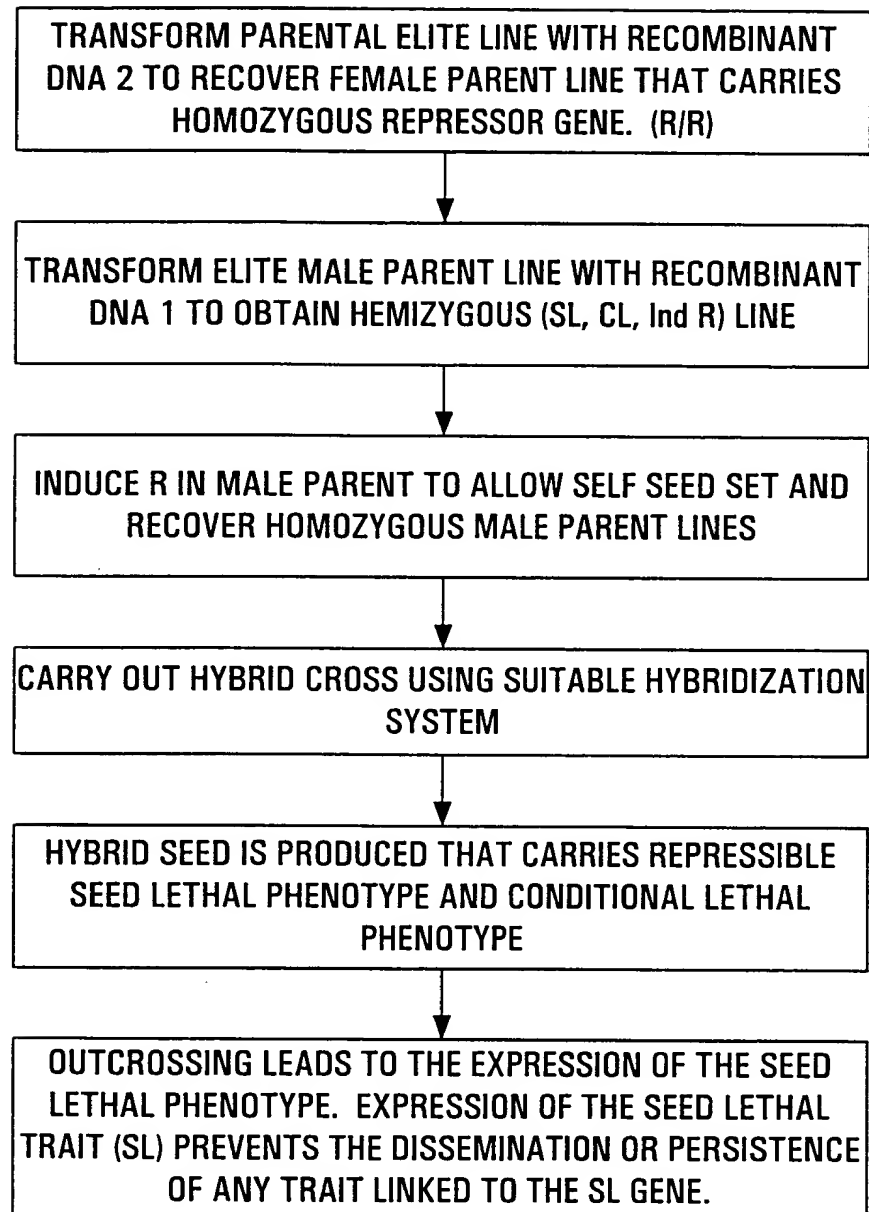 TRANSFORM PARENTAL ELITE LINE WITH RECOMBINANT
DNA 2 TO RECOVER FEMALE PARENT LINE THAT CARRIES
HOMOZYGOUS REPRESSOR GENE. (R/R)
TRANSFORM ELITE MALE PARENT LINE WITH RECOMBINANT
DNA 1 TO OBTAIN HEMIZYGOUS (SL, CL, Ind R) LINE
INDUCE R IN MALE PARENT TO ALLOW SELF SEED SET AND
RECOVER HOMOZYGOUS MALE PARENT LINES
CARRY OUT HYBRID CROSS USING SUITABLE HYBRIDIZATION
SYSTEM
HYBRID SEED IS PRODUCED THAT CARRIES REPRESSIBLE
SEED LETHAL PHENOTYPE AND CONDITIONAL LETHAL
PHENOTYPE
OUTCROSSING LEADS TO THE EXPRESSION OF THE SEED
LETHAL PHENOTYPE. EXPRESSION OF THE SEED LETHAL
TRAIT (SL) PREVENTS THE DISSEMINATION OR PERSISTENCE
OF ANY TRAIT LINKED TO THE SL GENE.